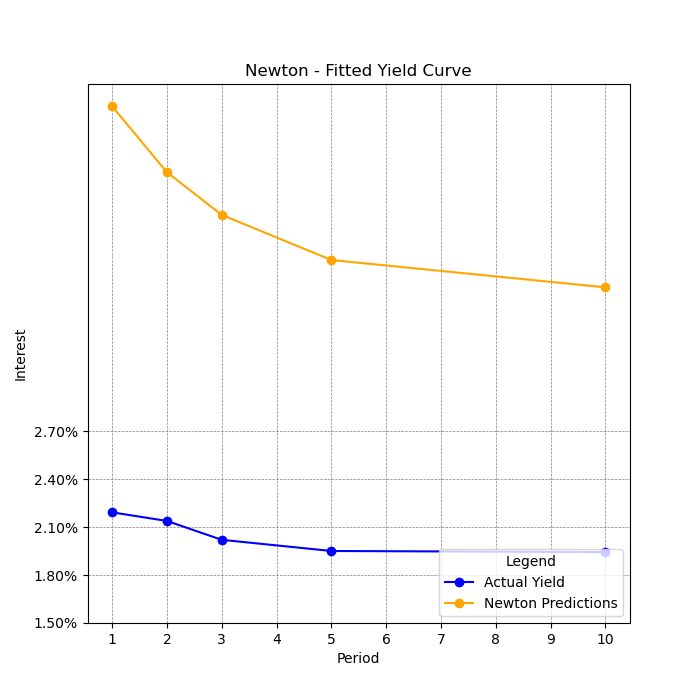 Newton - Fitted Yield Curve
Interest
2.70%
2.40%
2.10%
1.80%
1.50%
Legend
Actual Yield
Newton Predictions
1 2 3 4 5 6 7 8 9 10
Period